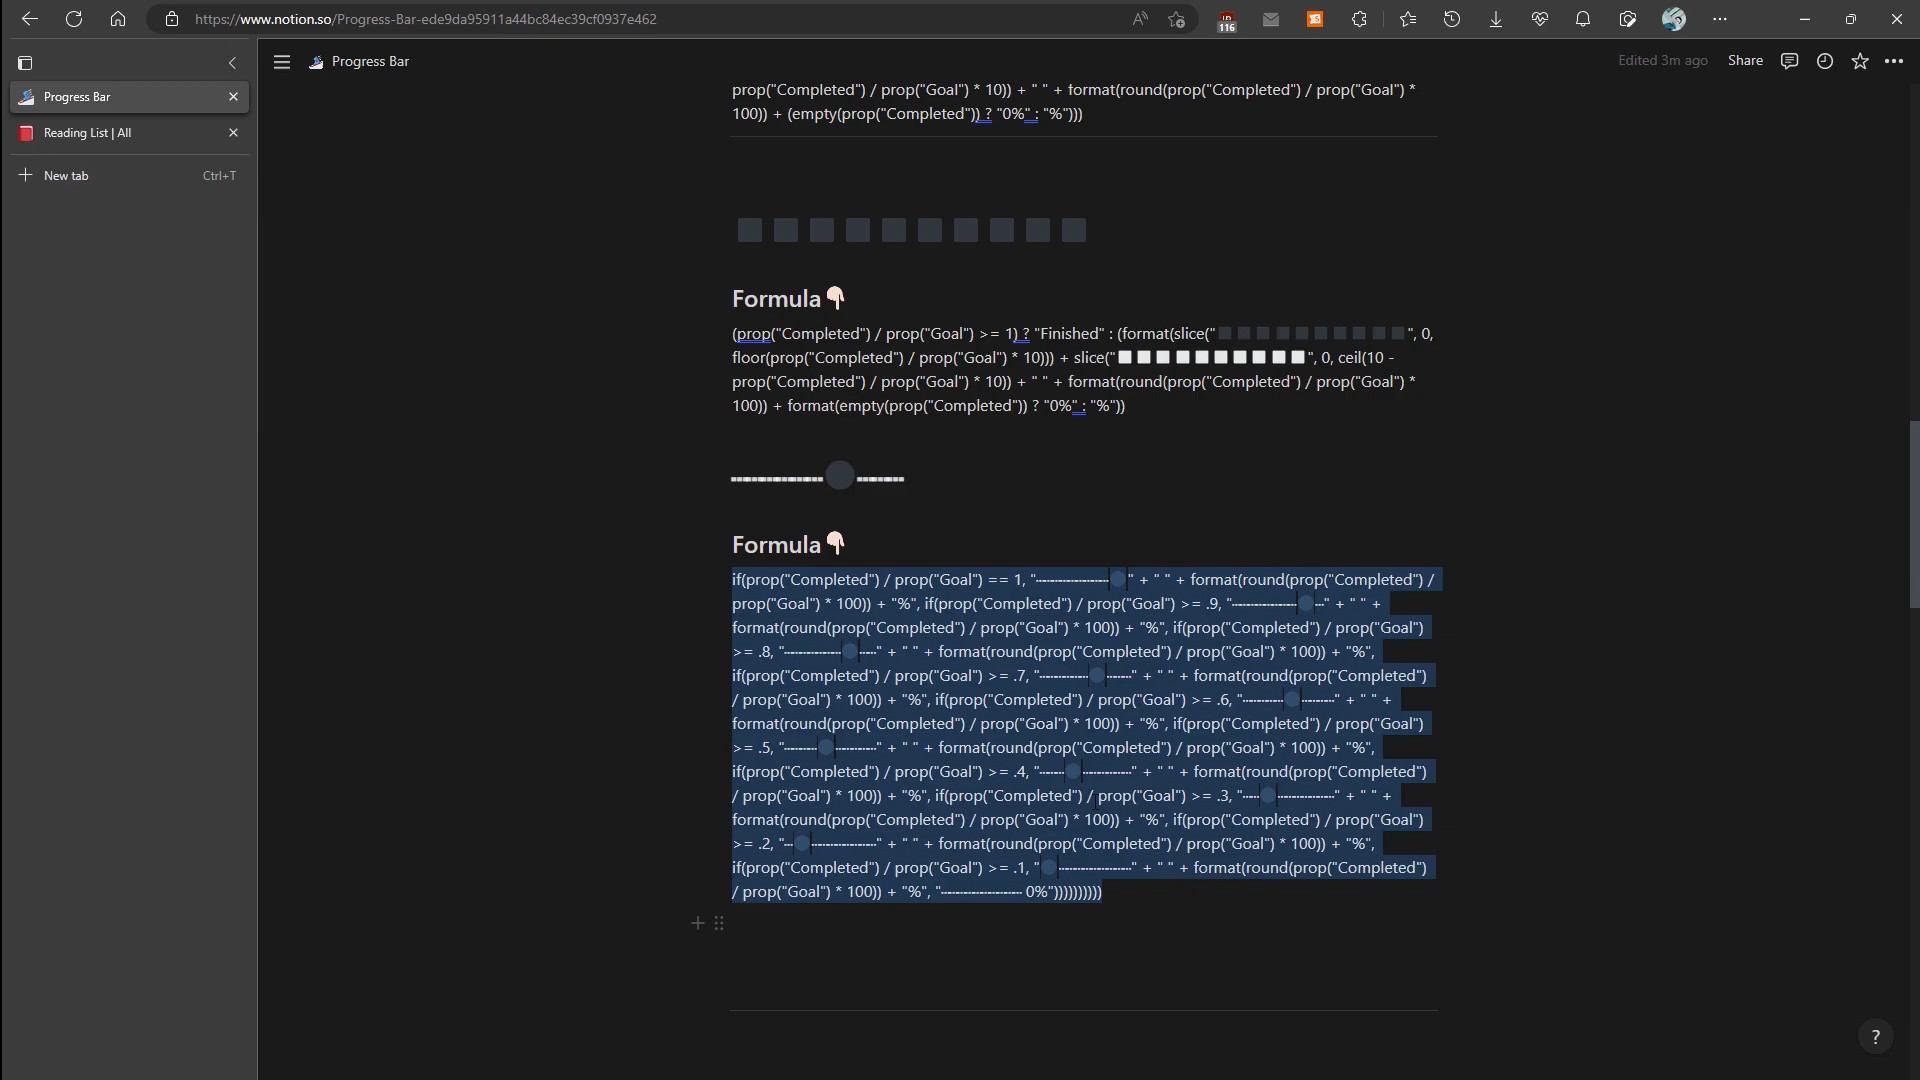 https://www.notion.so/Progress-Bar-ede9da95911a44bc84ec39cf0937e462
116
Progress Bar
Edited 3m ago
Share
Progress Bar
Reading List | All
New tab
Ctrl+T
prop("Completed") / prop("Goal") * 10)) + " " + format(round(prop("Completed") / prop("Goal") *
100)) + (empty(prop("Completed")) ? "0%" : "%")))
Formula👇🏻
(prop("Completed") / prop("Goal") >= 1) ? "Finished" : (format(slice("⬛⬛⬛⬛⬛⬛⬛⬛⬛⬛", 0,
floor(prop("Completed") / prop("Goal") * 10))) + slice("⬜⬜⬜⬜⬜⬜⬜⬜⬜⬜", 0, ceil(10 -
prop("Completed") / prop("Goal") * 10)) + " " + format(round(prop("Completed") / prop("Goal") *
100)) + format(empty(prop("Completed")) ? "0%" : "%"))
┉┉┉┉┉┉⚫┉┉┉
Formula👇🏻
if(prop("Completed") / prop("Goal") == 1, "┉┉┉┉┉┉┉┉┉⚫" + " " + format(round(prop("Completed") /
prop("Goal") * 100)) + "%", if(prop("Completed") / prop("Goal") >= .9, "┉┉┉┉┉┉┉┉⚫┉" + " " +
format(round(prop("Completed") / prop("Goal") * 100)) + "%", if(prop("Completed") / prop("Goal")
>= .8, "┉┉┉┉┉┉┉⚫┉┉" + " " + format(round(prop("Completed") / prop("Goal") * 100)) + "%",
if(prop("Completed") / prop("Goal") >= .7, "┉┉┉┉┉┉⚫┉┉┉" + " " + format(round(prop("Completed")
/ prop("Goal") * 100)) + "%", if(prop("Completed") / prop("Goal") >= .6, "┉┉┉┉┉⚫┉┉┉┉" + " " +
format(round(prop("Completed") / prop("Goal") * 100)) + "%", if(prop("Completed") / prop("Goal")
>= .5, "┉┉┉┉⚫┉┉┉┉┉" + " " + format(round(prop("Completed") / prop("Goal") * 100)) + "%",
if(prop("Completed") / prop("Goal") >= .4, "┉┉┉⚫┉┉┉┉┉┉" + " " + format(round(prop("Completed")
/ prop("Goal") * 100)) + "%", if(prop("Completed") / prop("Goal") >= .3, "┉┉⚫┉┉┉┉┉┉┉" + " " +
format(round(prop("Completed") / prop("Goal") * 100)) + "%", if(prop("Completed") / prop("Goal")
>= .2, "┉⚫┉┉┉┉┉┉┉┉" + " " + format(round(prop("Completed") / prop("Goal") * 100)) + "%",
if(prop("Completed") / prop("Goal") >= .1, "⚫┉┉┉┉┉┉┉┉┉" + " " + format(round(prop("Completed")
/ prop("Goal") * 100)) + "%", "┉┉┉┉┉┉┉┉┉┉ 0%"))))))))))
?